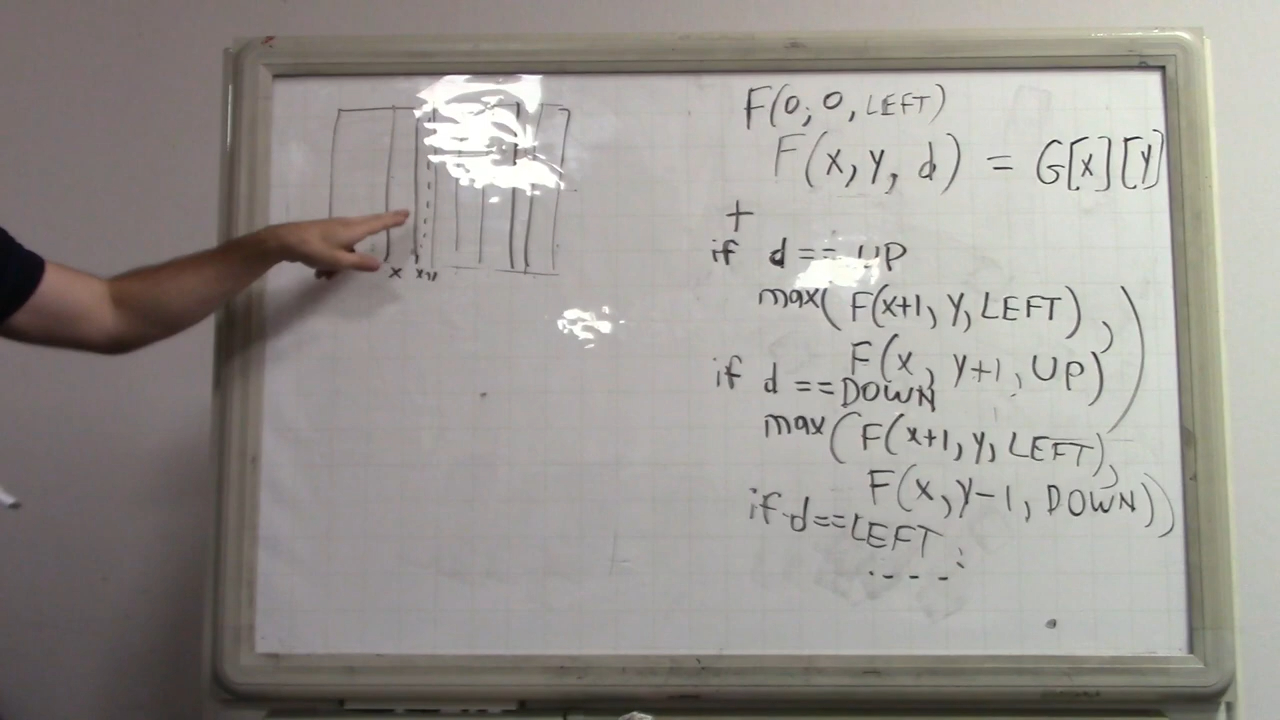 x x+1
F(0, 0, LEFT)
F(x, y, d) = G[x][y]
+
if d == UP
max(F(x+1, y, LEFT),
F(x, y+1, UP))
if d == DOWN
max(F(x+1, y, LEFT),
F(x, y-1, DOWN))
if d==LEFT:
....